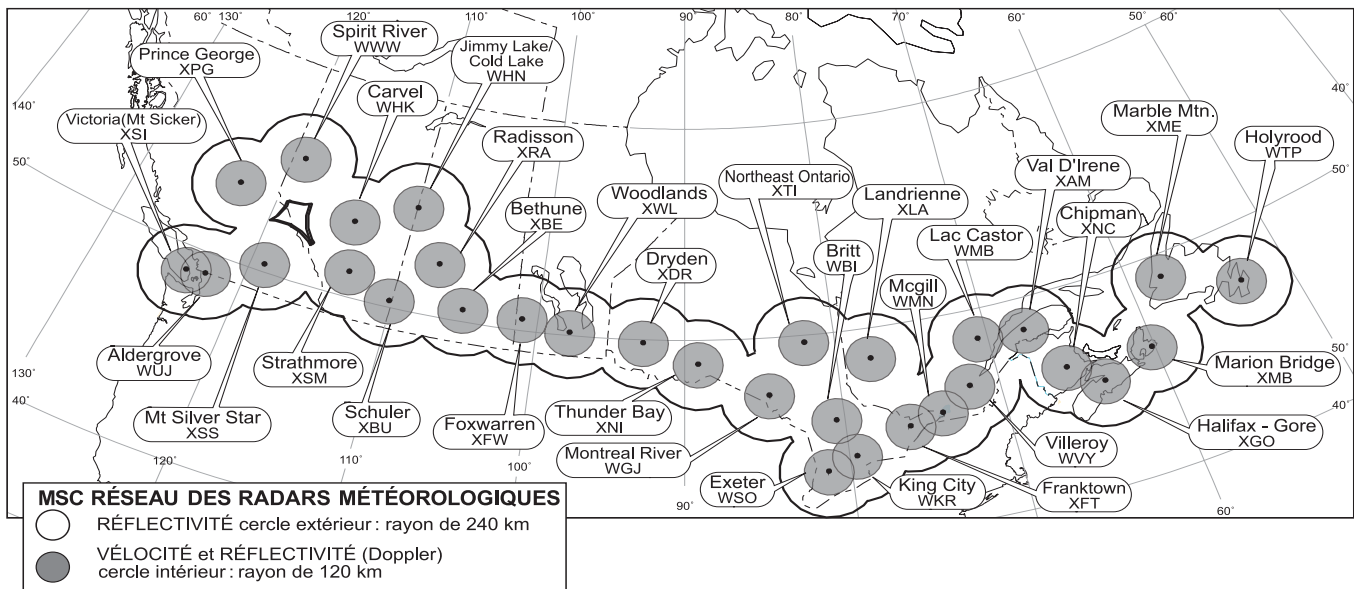 60°
130°
120°
110°
100°
90°
80°
70°
60°
50°
60°
40°
140°
50°
50°
50°
40°
130°
40°
120°
110°
100°
90°
80°
70°
60°
Spirit River
WWW
Prince George
XPG
Jimmy Lake/
Cold Lake
WHN
Carvel
WHK
Victoria(Mt Sicker)
XSI
Radisson
XRA
Bethune
XBE
Woodlands
XWL
Dryden
XDR
Northeast Ontario
XTI
Landrienne
XLA
Britt
WBI
Mcgill
WMN
Lac Castor
WMB
Val D'Irene
XAM
Chipman
XNC
Marble Mtn.
XME
Holyrood
WTP
Aldergrove
WUJ
Mt Silver Star
XSS
Strathmore
XSM
Schuler
XBU
Foxwarren
XFW
Thunder Bay
XNI
Montreal River
WGJ
Exeter
WSO
King City
WKR
Franktown
XFT
Villeroy
WVY
Halifax - Gore
XGO
Marion Bridge
XMB
MSC RÉSEAU DES RADARS MÉTÉOROLOGIQUES
RÉFLECTIVITÉ cercle extérieur : rayon de 240 km
VÉLOCITÉ et RÉFLECTIVITÉ (Doppler)
cercle intérieur : rayon de 120 km